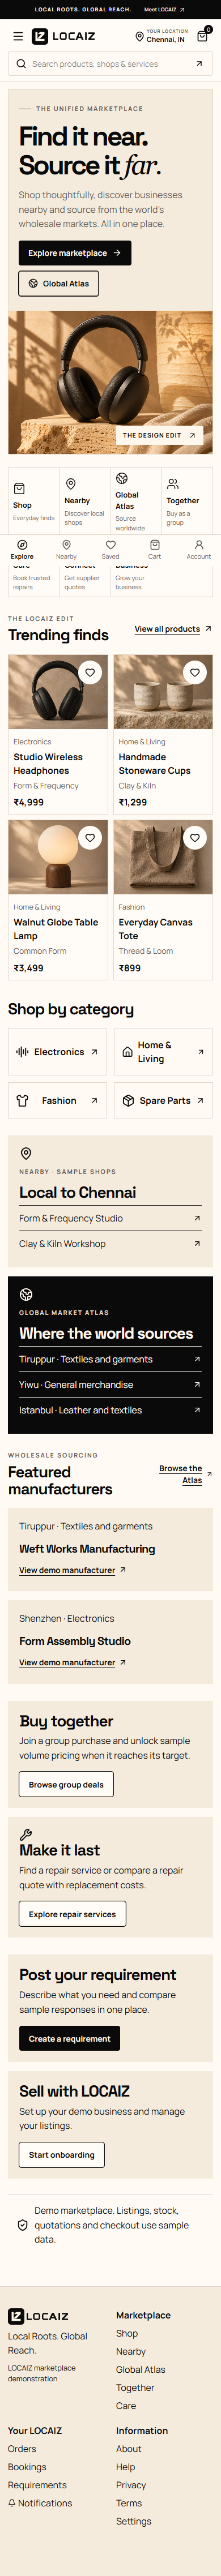 LOCAL ROOTS. GLOBAL REACH. Meet LOCAIZ
LOCAIZ
YOUR LOCATION
Chennai, IN
0
Search products, shops & services
THE UNIFIED MARKETPLACE
Find it near.
Source it far.
Shop thoughtfully, discover businesses
nearby and source from the world's
wholesale markets. All in one place.
Explore marketplace
Global Atlas
THE DESIGN EDIT
Shop
Everyday finds
Nearby
Discover local
shops
Global
Atlas
Source
worldwide
Together
Buy as a
group
Explore
Nearby
Saved
Cart
Account
Book trusted
repairs
Get supplier
quotes
Grow your
business
THE LOCAIZ EDIT
Trending finds
View all products
Electronics
Studio Wireless
Headphones
Form & Frequency
₹4,999
Home & Living
Handmade
Stoneware Cups
Clay & Kiln
₹1,299
Home & Living
Walnut Globe Table
Lamp
Common Form
₹3,499
Fashion
Everyday Canvas
Tote
Thread & Loom
₹899
Shop by category
Electronics
Home &
Living
Fashion
Spare Parts
NEARBY · SAMPLE SHOPS
Local to Chennai
Form & Frequency Studio
Clay & Kiln Workshop
GLOBAL MARKET ATLAS
Where the world sources
Tiruppur · Textiles and garments
Yiwu · General merchandise
Istanbul · Leather and textiles
WHOLESALE SOURCING
Featured
manufacturers
Browse the
Atlas
Tiruppur · Textiles and garments
Weft Works Manufacturing
View demo manufacturer
Shenzhen · Electronics
Form Assembly Studio
View demo manufacturer
Buy together
Join a group purchase and unlock sample
volume pricing when it reaches its target.
Browse group deals
Make it last
Find a repair service or compare a repair
quote with replacement costs.
Explore repair services
Post your requirement
Describe what you need and compare
sample responses in one place.
Create a requirement
Sell with LOCAIZ
Set up your demo business and manage
your listings.
Start onboarding
Demo marketplace. Listings, stock,
quotations and checkout use sample
data.
LOCAIZ
Local Roots. Global
Reach.
LOCAIZ marketplace
demonstration
Marketplace
Shop
Nearby
Global Atlas
Together
Care
Your LOCAIZ
Orders
Bookings
Requirements
Notifications
Information
About
Help
Privacy
Terms
Settings